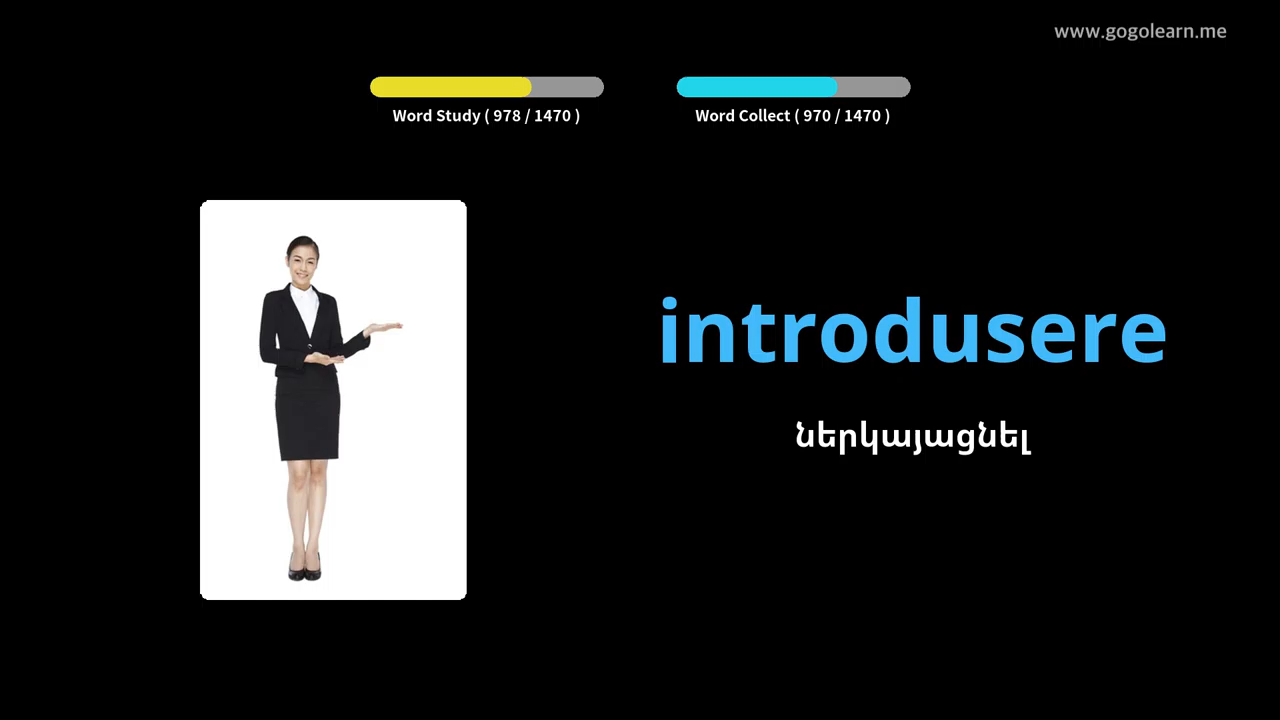 www.gogolearn.me
Word Study ( 978 / 1470 )
Word Collect ( 970 / 1470 )
introdusere
ներկայացնել